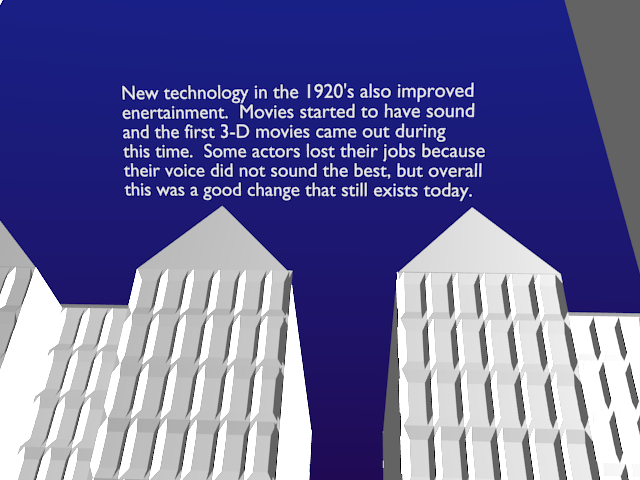 New technology in the 1920's also improved
enertainment.  Movies started to have sound
and the first 3-D movies came out during
this time.  Some actors lost their jobs because
their voice did not sound the best, but overall
this was a good change that still exists today.